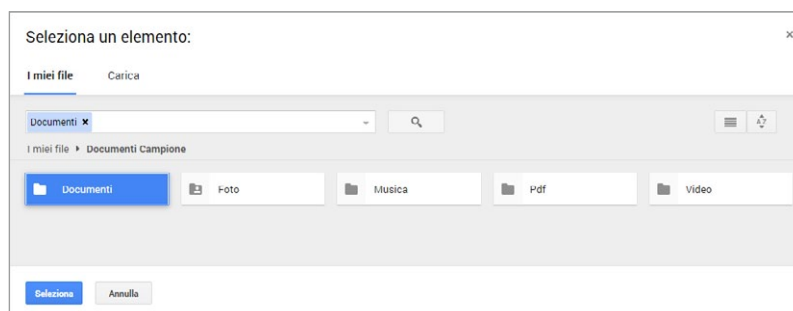 Seleziona un elemento:
I miei file Carica
Documenti
I miei file Documenti Campione
Documenti Foto Musica Pdf Video
Seleziona Annulla